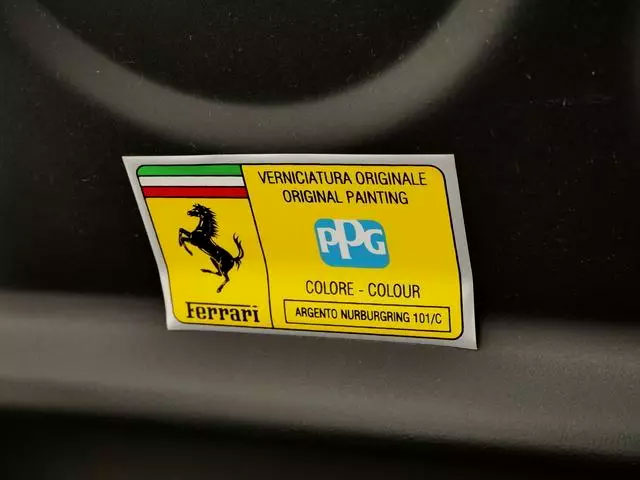 VERNICIATURA ORIGINALE
ORIGINAL PAINTING
PPG
COLORE - COLOUR
ARGENTO NURBURGRING 101/C
Ferrari